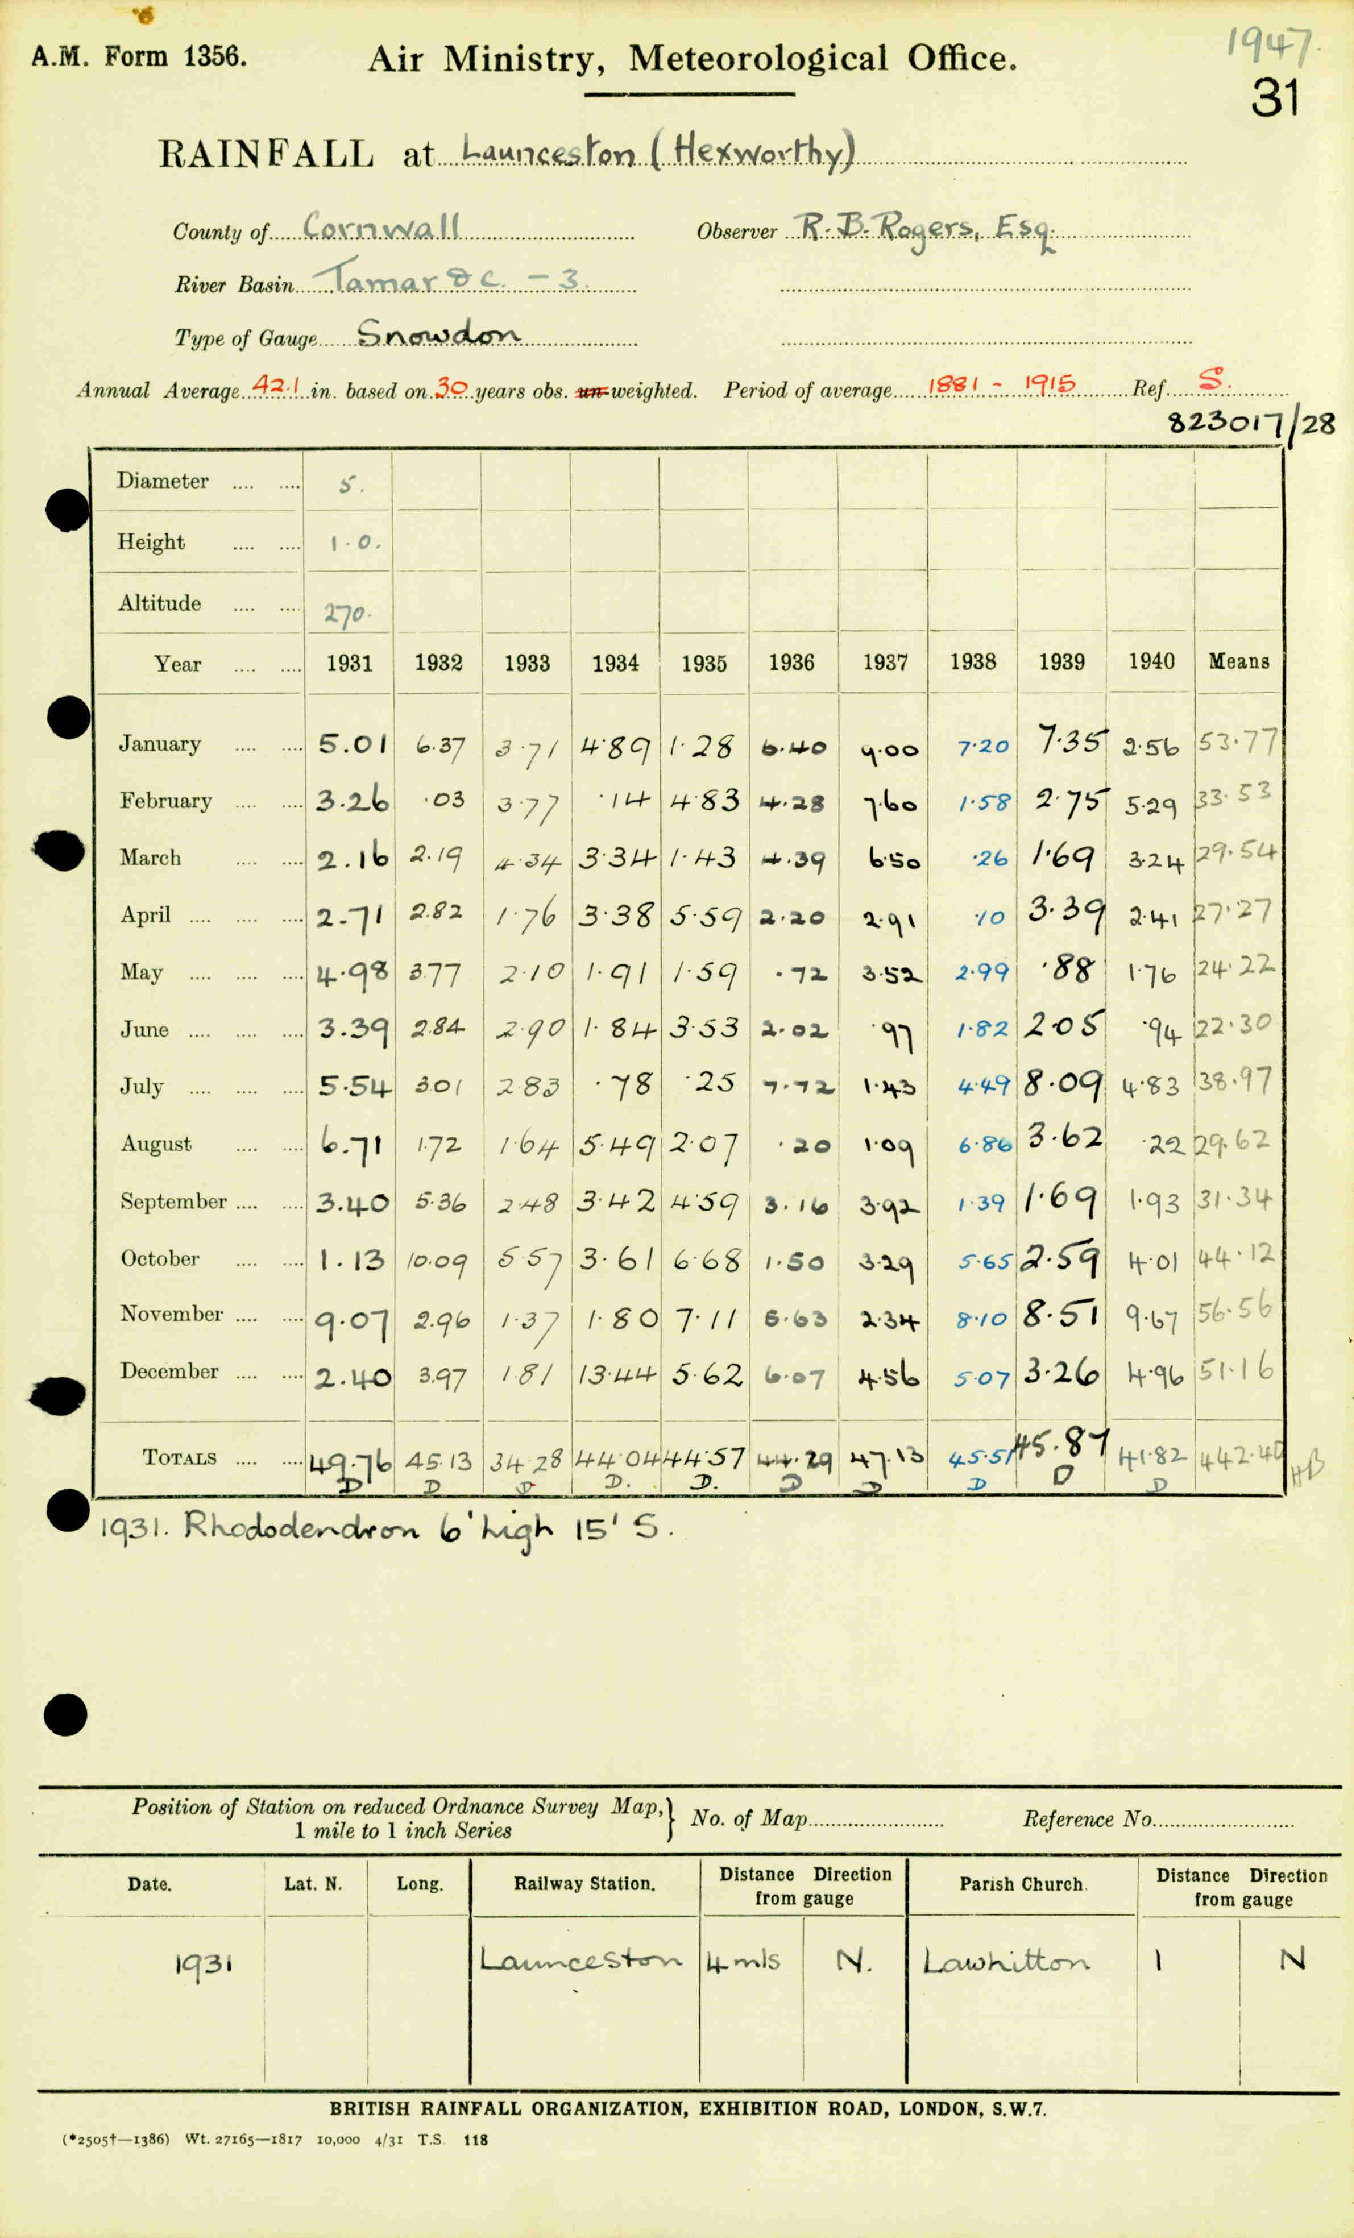 1947.
A.M. Form 1356. Air Ministry, Meteorological Office.
31
RAINFALL at Launceston (Hexworthy)
County of Cornwall Observer R. B. Rogers, Esq.
River Basin Tamar &c. - 3.
Type of Gauge Snowdon
Annual Average 42.1 in. based on 30 years obs. un-weighted. Period of average 1881 - 1915 Ref. S.
823017/28
Diameter 5.
Height 1.0.
Altitude 270.
Year 1931 1932 1933 1934 1935 1936 1937 1938 1939 1940 Means
January 5.01 6.37 3.71 4.89 1.28 6.40 9.00 7.20 7.35 2.56 53.77
February 3.26 .03 3.77 .14 4.83 4.28 7.60 1.58 2.75 5.29 33.53
March 2.16 2.19 4.34 3.34 1.43 4.39 6.50 .26 1.69 3.24 29.54
April 2.71 2.82 1.76 3.38 5.59 2.20 2.91 .10 3.39 2.41 27.27
May 4.98 3.77 2.10 1.91 1.59 .72 3.52 2.99 .88 1.76 24.22
June 3.39 2.84 2.90 1.84 3.53 2.02 .97 1.82 2.05 .94 22.30
July 5.54 3.01 2.83 .78 .25 7.72 1.43 4.49 8.09 4.83 38.97
August 6.71 1.72 1.64 5.49 2.07 .20 1.09 6.86 3.62 .22 29.62
September 3.40 5.36 2.48 3.42 4.59 3.16 3.92 1.39 1.69 1.93 31.34
October 1.13 10.09 5.57 3.61 6.68 1.50 3.29 5.65 2.59 4.01 44.12
November 9.07 2.96 1.37 1.80 7.11 5.63 2.34 8.10 8.51 9.67 56.56
December 2.40 3.97 1.81 13.44 5.62 6.07 4.56 5.07 3.26 4.96 51.16
TOTALS 49.76 45.13 34.28 44.04 44.57 44.29 47.13 45.51 45.87 41.82 442.40 HB
D D D D. D. D D D D D
1931. Rhododendron 6' high 15' S.
Position of Station on reduced Ordnance Survey Map, } No. of Map Reference No.
1 mile to 1 inch Series
Date. Lat. N. Long. Railway Station. Distance Direction from gauge Parish Church. Distance Direction from gauge
1931 Launceston 4 mls N. Lawhitton 1 N
BRITISH RAINFALL ORGANIZATION, EXHIBITION ROAD, LONDON, S.W.7.
(*2505†—1386) Wt. 27165—1817 10,000 4/31 T.S. 118